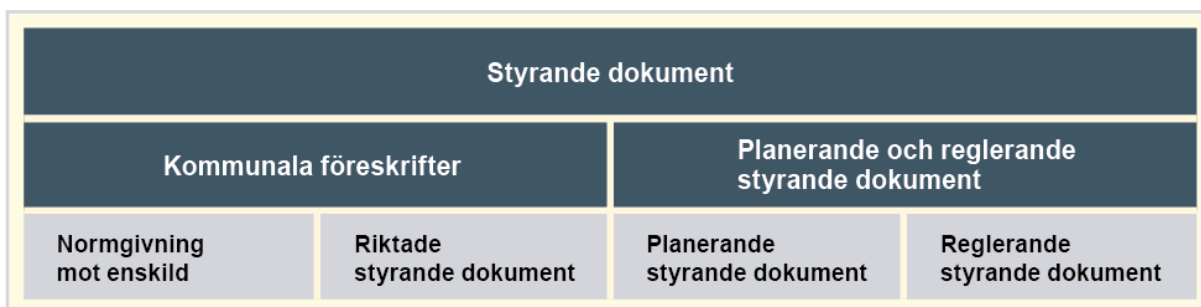 Styrande dokument
Kommunala föreskrifter
Planerande och reglerande
styrande dokument
Normgivning
mot enskild
Riktade
styrande dokument
Planerande
styrande dokument
Reglerande
styrande dokument